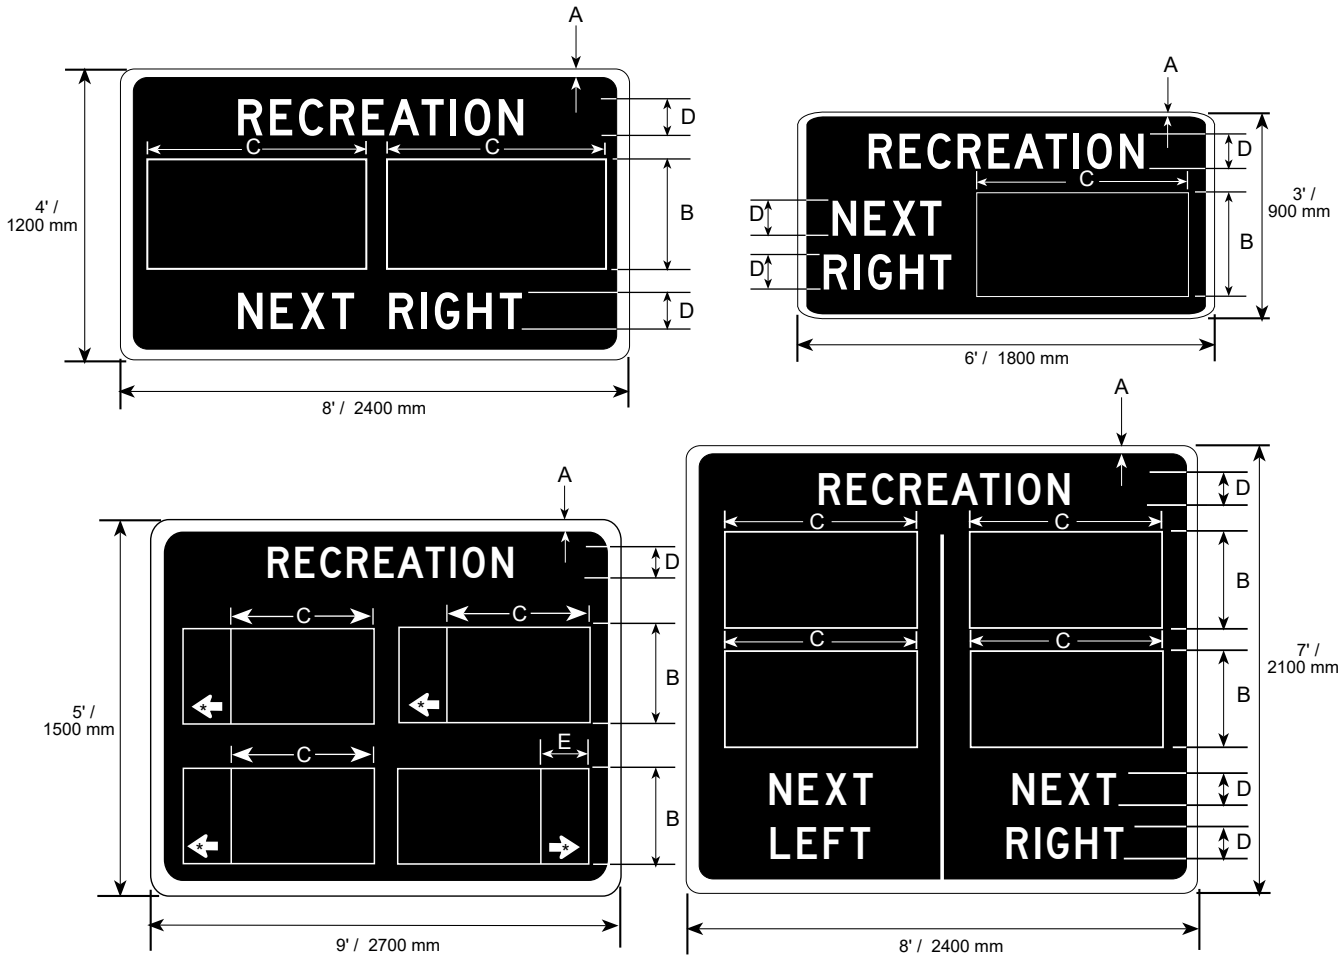 A
RECREATION
D
C
C
4' /
1200 mm
B
NEXT RIGHT
D
8' / 2400 mm
A
RECREATION
D
C
D
NEXT
3' /
900 mm
B
D
RIGHT
6' / 1800 mm
A
RECREATION
D
C
C
B
5' /
1500 mm
*
*
C
E
B
*
*
9' / 2700 mm
A
RECREATION
D
C
C
B
C
C
7' /
2100 mm
B
NEXT
NEXT
D
LEFT
RIGHT
D
8' / 2400 mm